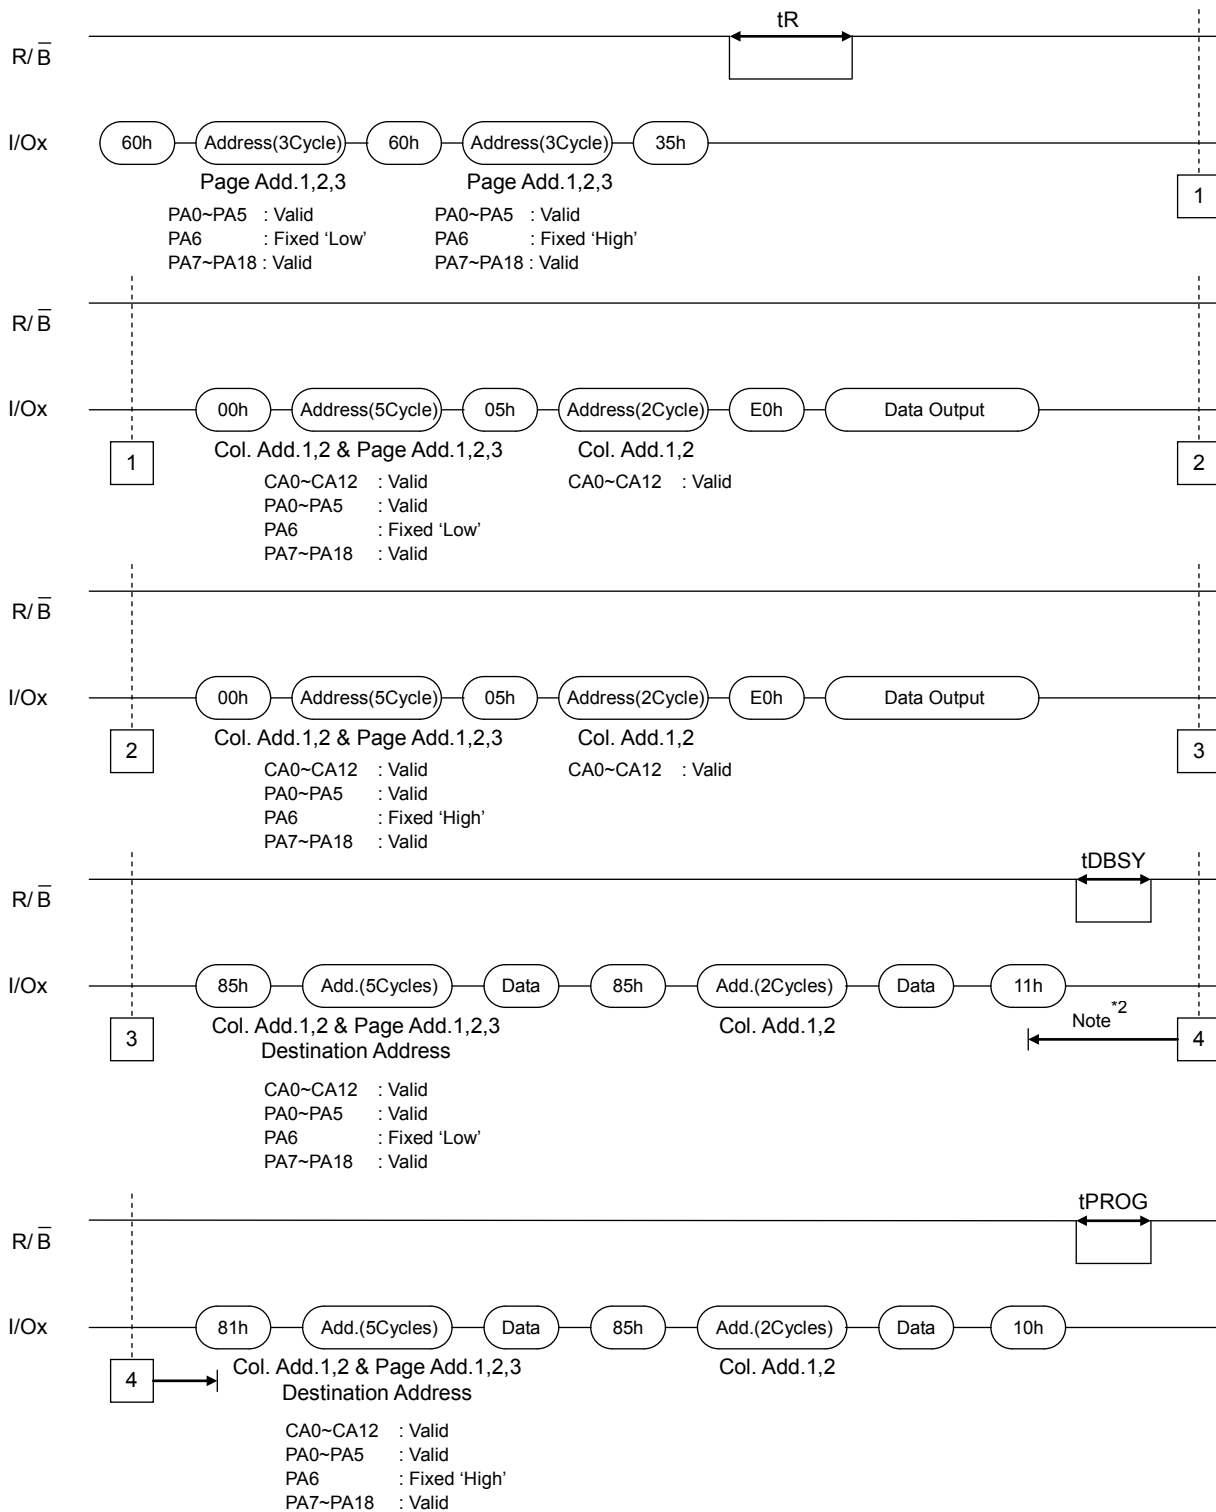 tR
R/B̅
I/Ox 60h Address(3Cycle) 60h Address(3Cycle) 35h
Page Add.1,2,3 Page Add.1,2,3
1
PA0~PA5 : Valid PA0~PA5 : Valid
PA6 : Fixed ‘Low’ PA6 : Fixed ‘High’
PA7~PA18 : Valid PA7~PA18 : Valid
R/B̅
I/Ox 00h Address(5Cycle) 05h Address(2Cycle) E0h Data Output
1 Col. Add.1,2 & Page Add.1,2,3 Col. Add.1,2 2
CA0~CA12 : Valid CA0~CA12 : Valid
PA0~PA5 : Valid
PA6 : Fixed ‘Low’
PA7~PA18 : Valid
R/B̅
I/Ox 00h Address(5Cycle) 05h Address(2Cycle) E0h Data Output
2 Col. Add.1,2 & Page Add.1,2,3 Col. Add.1,2 3
CA0~CA12 : Valid CA0~CA12 : Valid
PA0~PA5 : Valid
PA6 : Fixed ‘High’
PA7~PA18 : Valid
tDBSY
R/B̅
I/Ox 85h Add.(5Cycles) Data 85h Add.(2Cycles) Data 11h
3 Col. Add.1,2 & Page Add.1,2,3 Col. Add.1,2 Note*2 4
Destination Address
CA0~CA12 : Valid
PA0~PA5 : Valid
PA6 : Fixed ‘Low’
PA7~PA18 : Valid
tPROG
R/B̅
I/Ox 81h Add.(5Cycles) Data 85h Add.(2Cycles) Data 10h
4 Col. Add.1,2 & Page Add.1,2,3 Col. Add.1,2
Destination Address
CA0~CA12 : Valid
PA0~PA5 : Valid
PA6 : Fixed ‘High’
PA7~PA18 : Valid